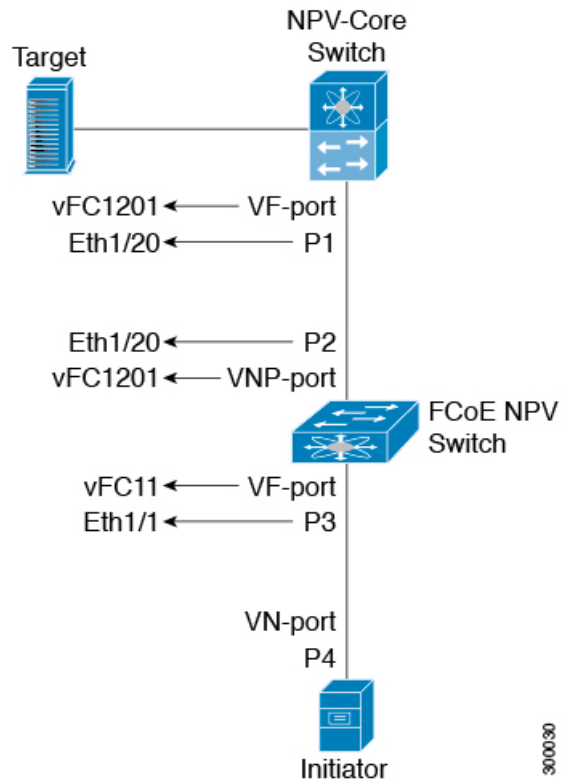 NPV-Core
Switch
Target
vFC1201 VF-port
Eth1/20 P1
Eth1/20 P2
vFC1201 VNP-port
FCoE NPV
Switch
vFC11 VF-port
Eth1/1 P3
VN-port
P4
Initiator
300030